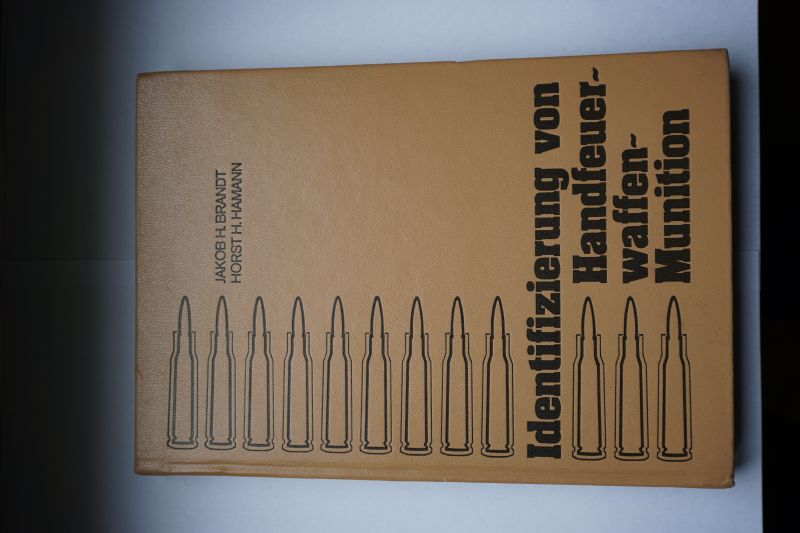 JAKOB H. BRANDT
HORST H. HAMANN
Identifizierung von
Handfeuer-
waffen-
Munition